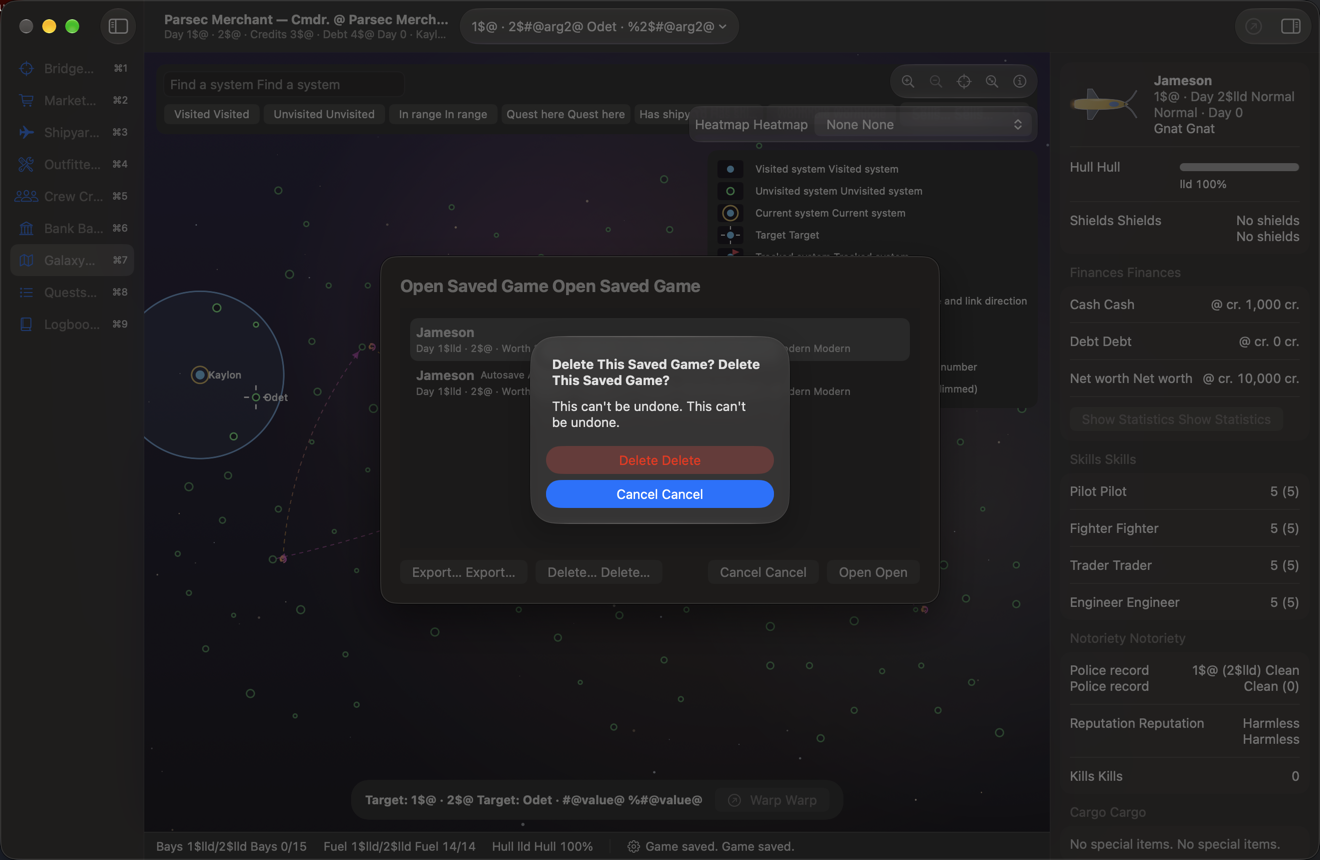 Parsec Merchant — Cmdr. @ Parsec Merch...
Day 1$@ · 2$@ · Credits 3$@ · Debt 4$@ Day 0 · Kayl...
1$@ · 2$#@arg2@ Odet · %2$#@arg2@
Bridge... ⌘1
Market... ⌘2
Shipyar... ⌘3
Outfitte... ⌘4
Crew Cr... ⌘5
Bank Ba... ⌘6
Galaxy... ⌘7
Quests... ⌘8
Logboo... ⌘9
Find a system Find a system
Visited Visited
Unvisited Unvisited
In range In range
Quest here Quest here
Has shipy
Heatmap Heatmap
None None
Visited system Visited system
Unvisited system Unvisited system
Current system Current system
Target Target
Tracked system Tracked system
and link direction
number
limmed)
Kaylon
Odet
Open Saved Game Open Saved Game
Jameson
Day 1$lld · 2$@ · Worth
dern Modern
Jameson Autosave
Day 1$lld · 2$@ · Worth
dern Modern
Delete This Saved Game? Delete
This Saved Game?
This can't be undone. This can't
be undone.
Delete Delete
Cancel Cancel
Export... Export...
Delete... Delete...
Cancel Cancel
Open Open
Target: 1$@ · 2$@ Target: Odet · #@value@ %#@value@
Warp Warp
Bays 1$lld/2$lld Bays 0/15
Fuel 1$lld/2$lld Fuel 14/14
Hull lld Hull 100%
Game saved. Game saved.
Jameson
1$@ · Day 2$lld Normal
Normal · Day 0
Gnat Gnat
Hull Hull
lld 100%
Shields Shields
No shields
No shields
Finances Finances
Cash Cash @ cr. 1,000 cr.
Debt Debt @ cr. 0 cr.
Net worth Net worth @ cr. 10,000 cr.
Show Statistics Show Statistics
Skills Skills
Pilot Pilot 5 (5)
Fighter Fighter 5 (5)
Trader Trader 5 (5)
Engineer Engineer 5 (5)
Notoriety Notoriety
Police record 1$@ (2$lld) Clean
Police record Clean (0)
Reputation Reputation Harmless
Harmless
Kills Kills 0
Cargo Cargo
No special items. No special items.